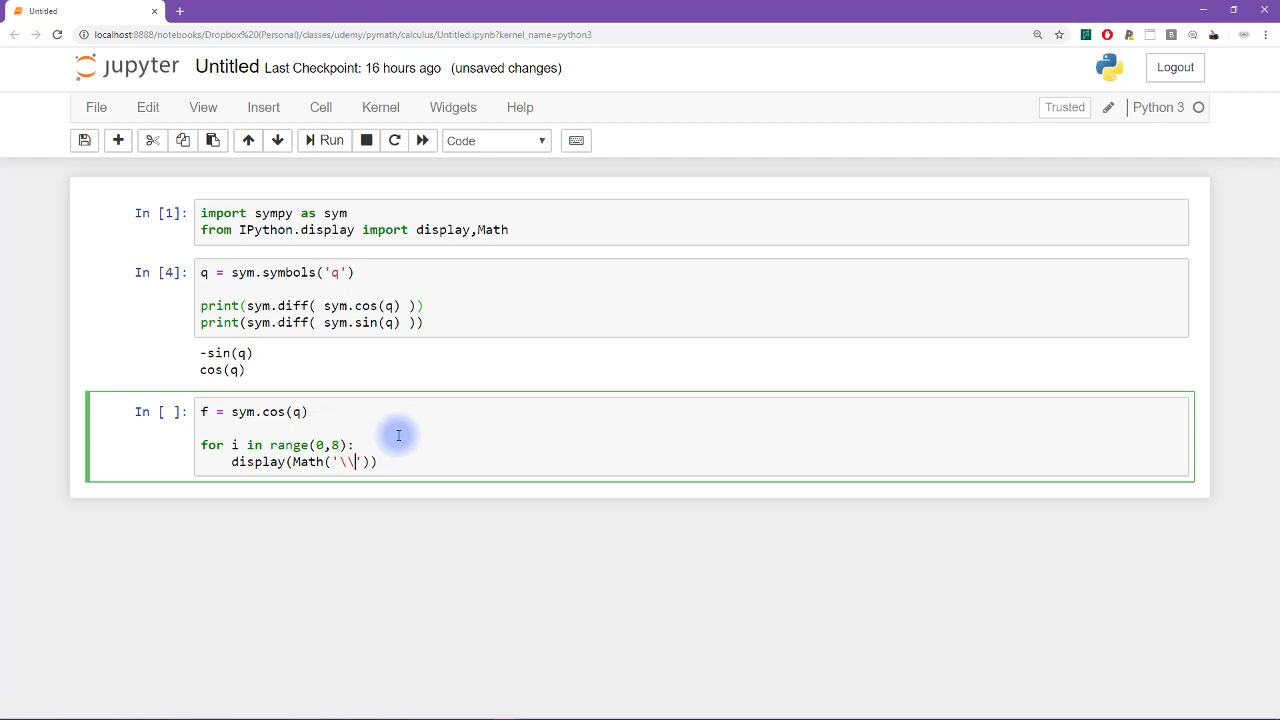 Untitled
localhost:8888/notebooks/Dropbox%20(Personal)/classes/udemy/pymath/calculus/Untitled.ipynb?kernel_name=python3
jupyter Untitled Last Checkpoint: 16 hours ago (unsaved changes) Logout
File Edit View Insert Cell Kernel Widgets Help Trusted Python 3
Run Code
In [1]: import sympy as sym
from IPython.display import display,Math
In [4]: q = sym.symbols('q')
print(sym.diff( sym.cos(q) ))
print(sym.diff( sym.sin(q) ))
-sin(q)
cos(q)
In [ ]: f = sym.cos(q)
for i in range(0,8):
display(Math('\\'))